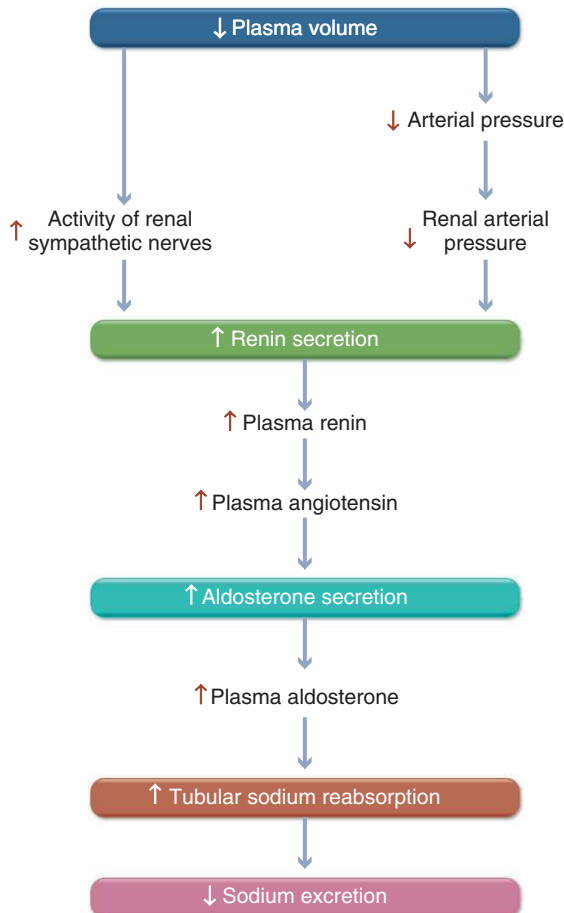 ↓ Plasma volume
↓ Arterial pressure
↑ Activity of renal
sympathetic nerves
↓ Renal arterial
pressure
↑ Renin secretion
↑ Plasma renin
↑ Plasma angiotensin
↑ Aldosterone secretion
↑ Plasma aldosterone
↑ Tubular sodium reabsorption
↓ Sodium excretion